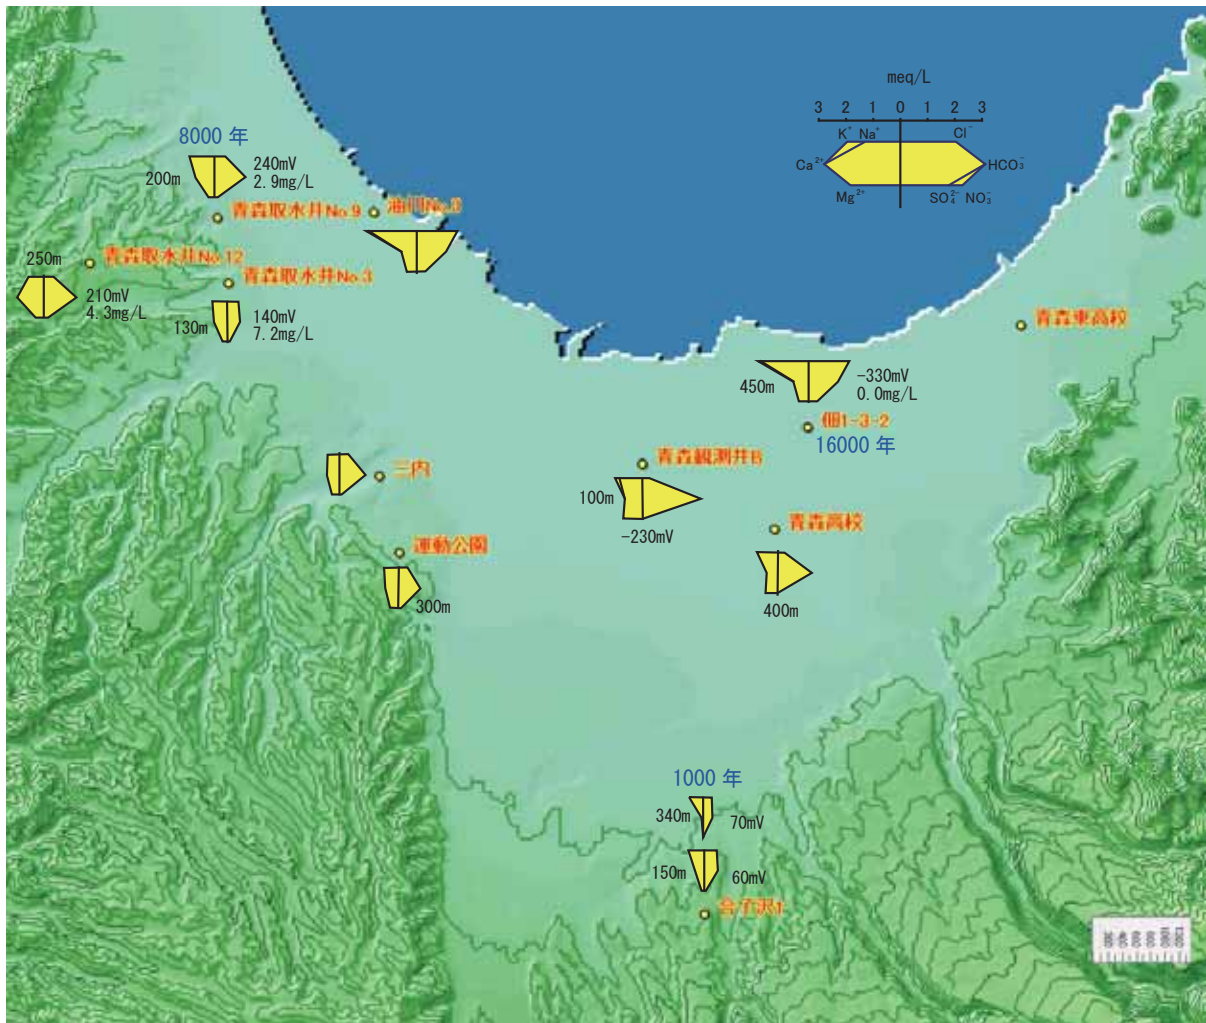 meq/L
3 2 1 0 1 2 3
K⁺ Na⁺ Cl⁻
Ca²⁺ HCO₃⁻
Mg²⁺ SO₄²⁻ NO₃⁻
8000 年
200m
240mV
2.9mg/L
青森取水井No.9
油川No.3
青森取水井No.12
250m
210mV
4.3mg/L
青森取水井No.3
130m
140mV
7.2mg/L
青森東高校
450m
-330mV
0.0mg/L
佃1-3-2
16000 年
三内
青森観測井B
100m
-230mV
青森高校
400m
運動公園
300m
1000 年
340m
70mV
150m
60mV
合子沢1